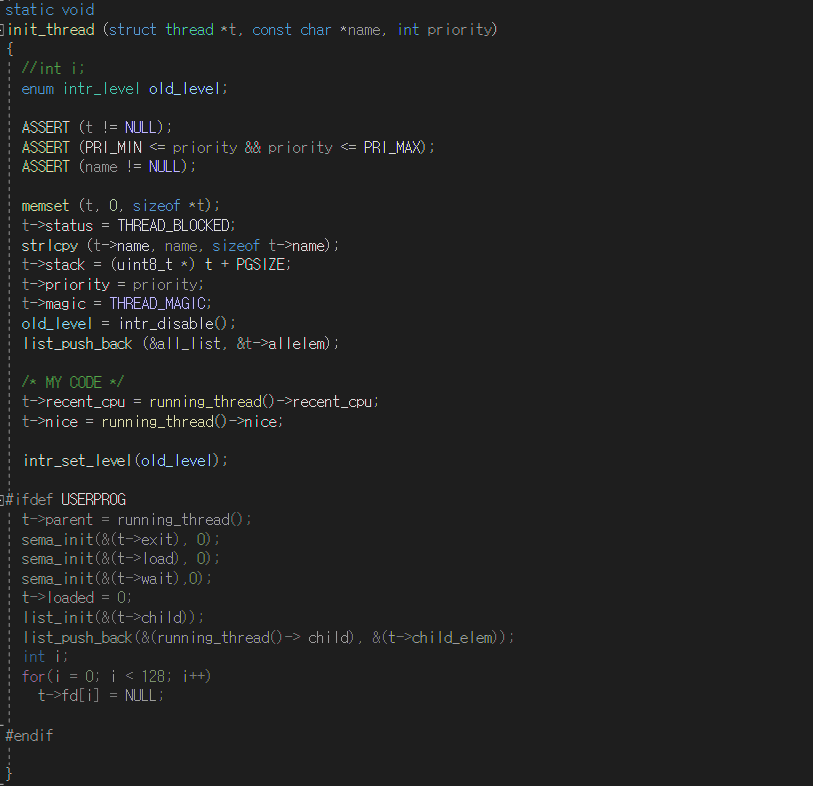 static void
init_thread (struct thread *t, const char *name, int priority)
{
//int i;
enum intr_level old_level;
ASSERT (t != NULL);
ASSERT (PRI_MIN <= priority && priority <= PRI_MAX);
ASSERT (name != NULL);
memset (t, 0, sizeof *t);
t->status = THREAD_BLOCKED;
strlcpy (t->name, name, sizeof t->name);
t->stack = (uint8_t *) t + PGSIZE;
t->priority = priority;
t->magic = THREAD_MAGIC;
old_level = intr_disable();
list_push_back (&all_list, &t->allelem);
/* MY CODE */
t->recent_cpu = running_thread()->recent_cpu;
t->nice = running_thread()->nice;
intr_set_level(old_level);
#ifdef USERPROG
t->parent = running_thread();
sema_init(&(t->exit), 0);
sema_init(&(t->load), 0);
sema_init(&(t->wait),0);
t->loaded = 0;
list_init(&(t->child));
list_push_back(&(running_thread()-> child), &(t->child_elem));
int i;
for(i = 0; i < 128; i++)
t->fd[i] = NULL;
#endif
}